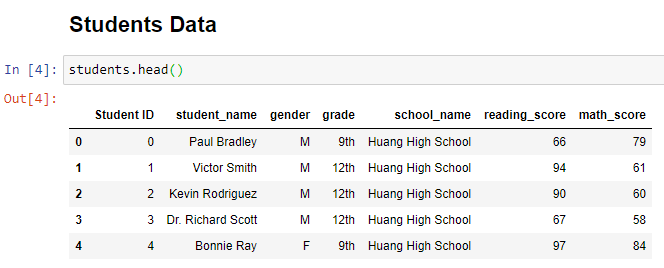 Students Data
In [4]: students.head()
Out[4]:
Student ID student_name gender grade school_name reading_score math_score
0 0 Paul Bradley M 9th Huang High School 66 79
1 1 Victor Smith M 12th Huang High School 94 61
2 2 Kevin Rodriguez M 12th Huang High School 90 60
3 3 Dr. Richard Scott M 12th Huang High School 67 58
4 4 Bonnie Ray F 9th Huang High School 97 84